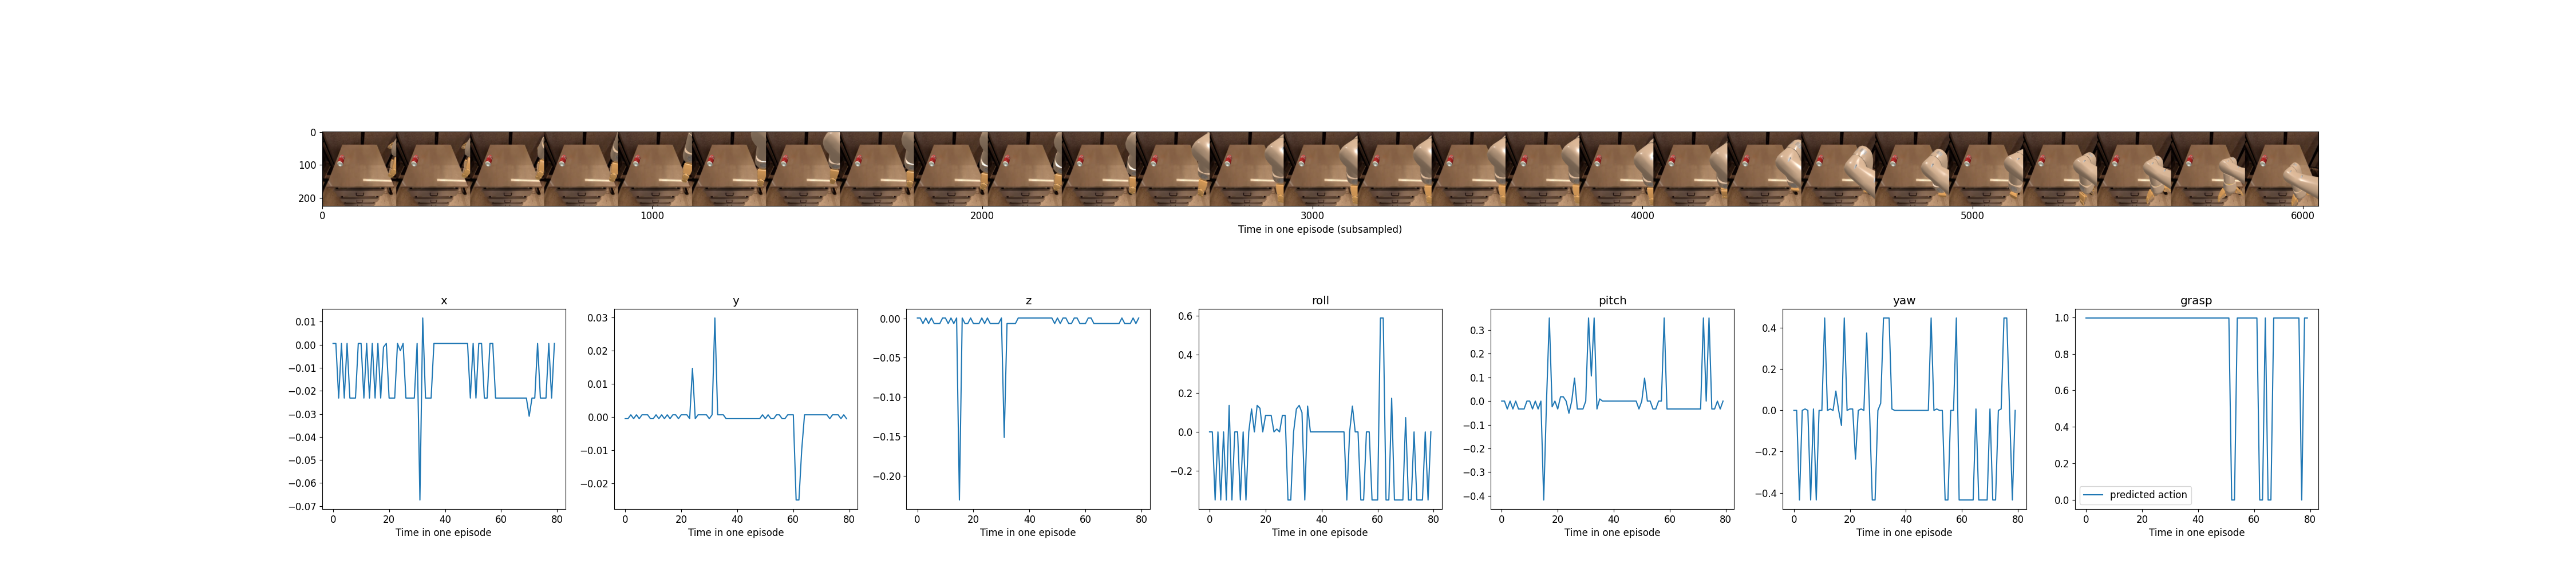 0
100
200
0 1000 2000 3000 4000 5000 6000
Time in one episode (subsampled)
x
0.01
0.00
−0.01
−0.02
−0.03
−0.04
−0.05
−0.06
−0.07
0 20 40 60 80
Time in one episode
y
0.03
0.02
0.01
0.00
−0.01
−0.02
0 20 40 60 80
Time in one episode
z
0.00
−0.05
−0.10
−0.15
−0.20
0 20 40 60 80
Time in one episode
roll
0.6
0.4
0.2
0.0
−0.2
0 20 40 60 80
Time in one episode
pitch
0.3
0.2
0.1
0.0
−0.1
−0.2
−0.3
−0.4
0 20 40 60 80
Time in one episode
yaw
0.4
0.2
0.0
−0.2
−0.4
0 20 40 60 80
Time in one episode
grasp
1.0
0.8
0.6
0.4
0.2
0.0
predicted action
0 20 40 60 80
Time in one episode